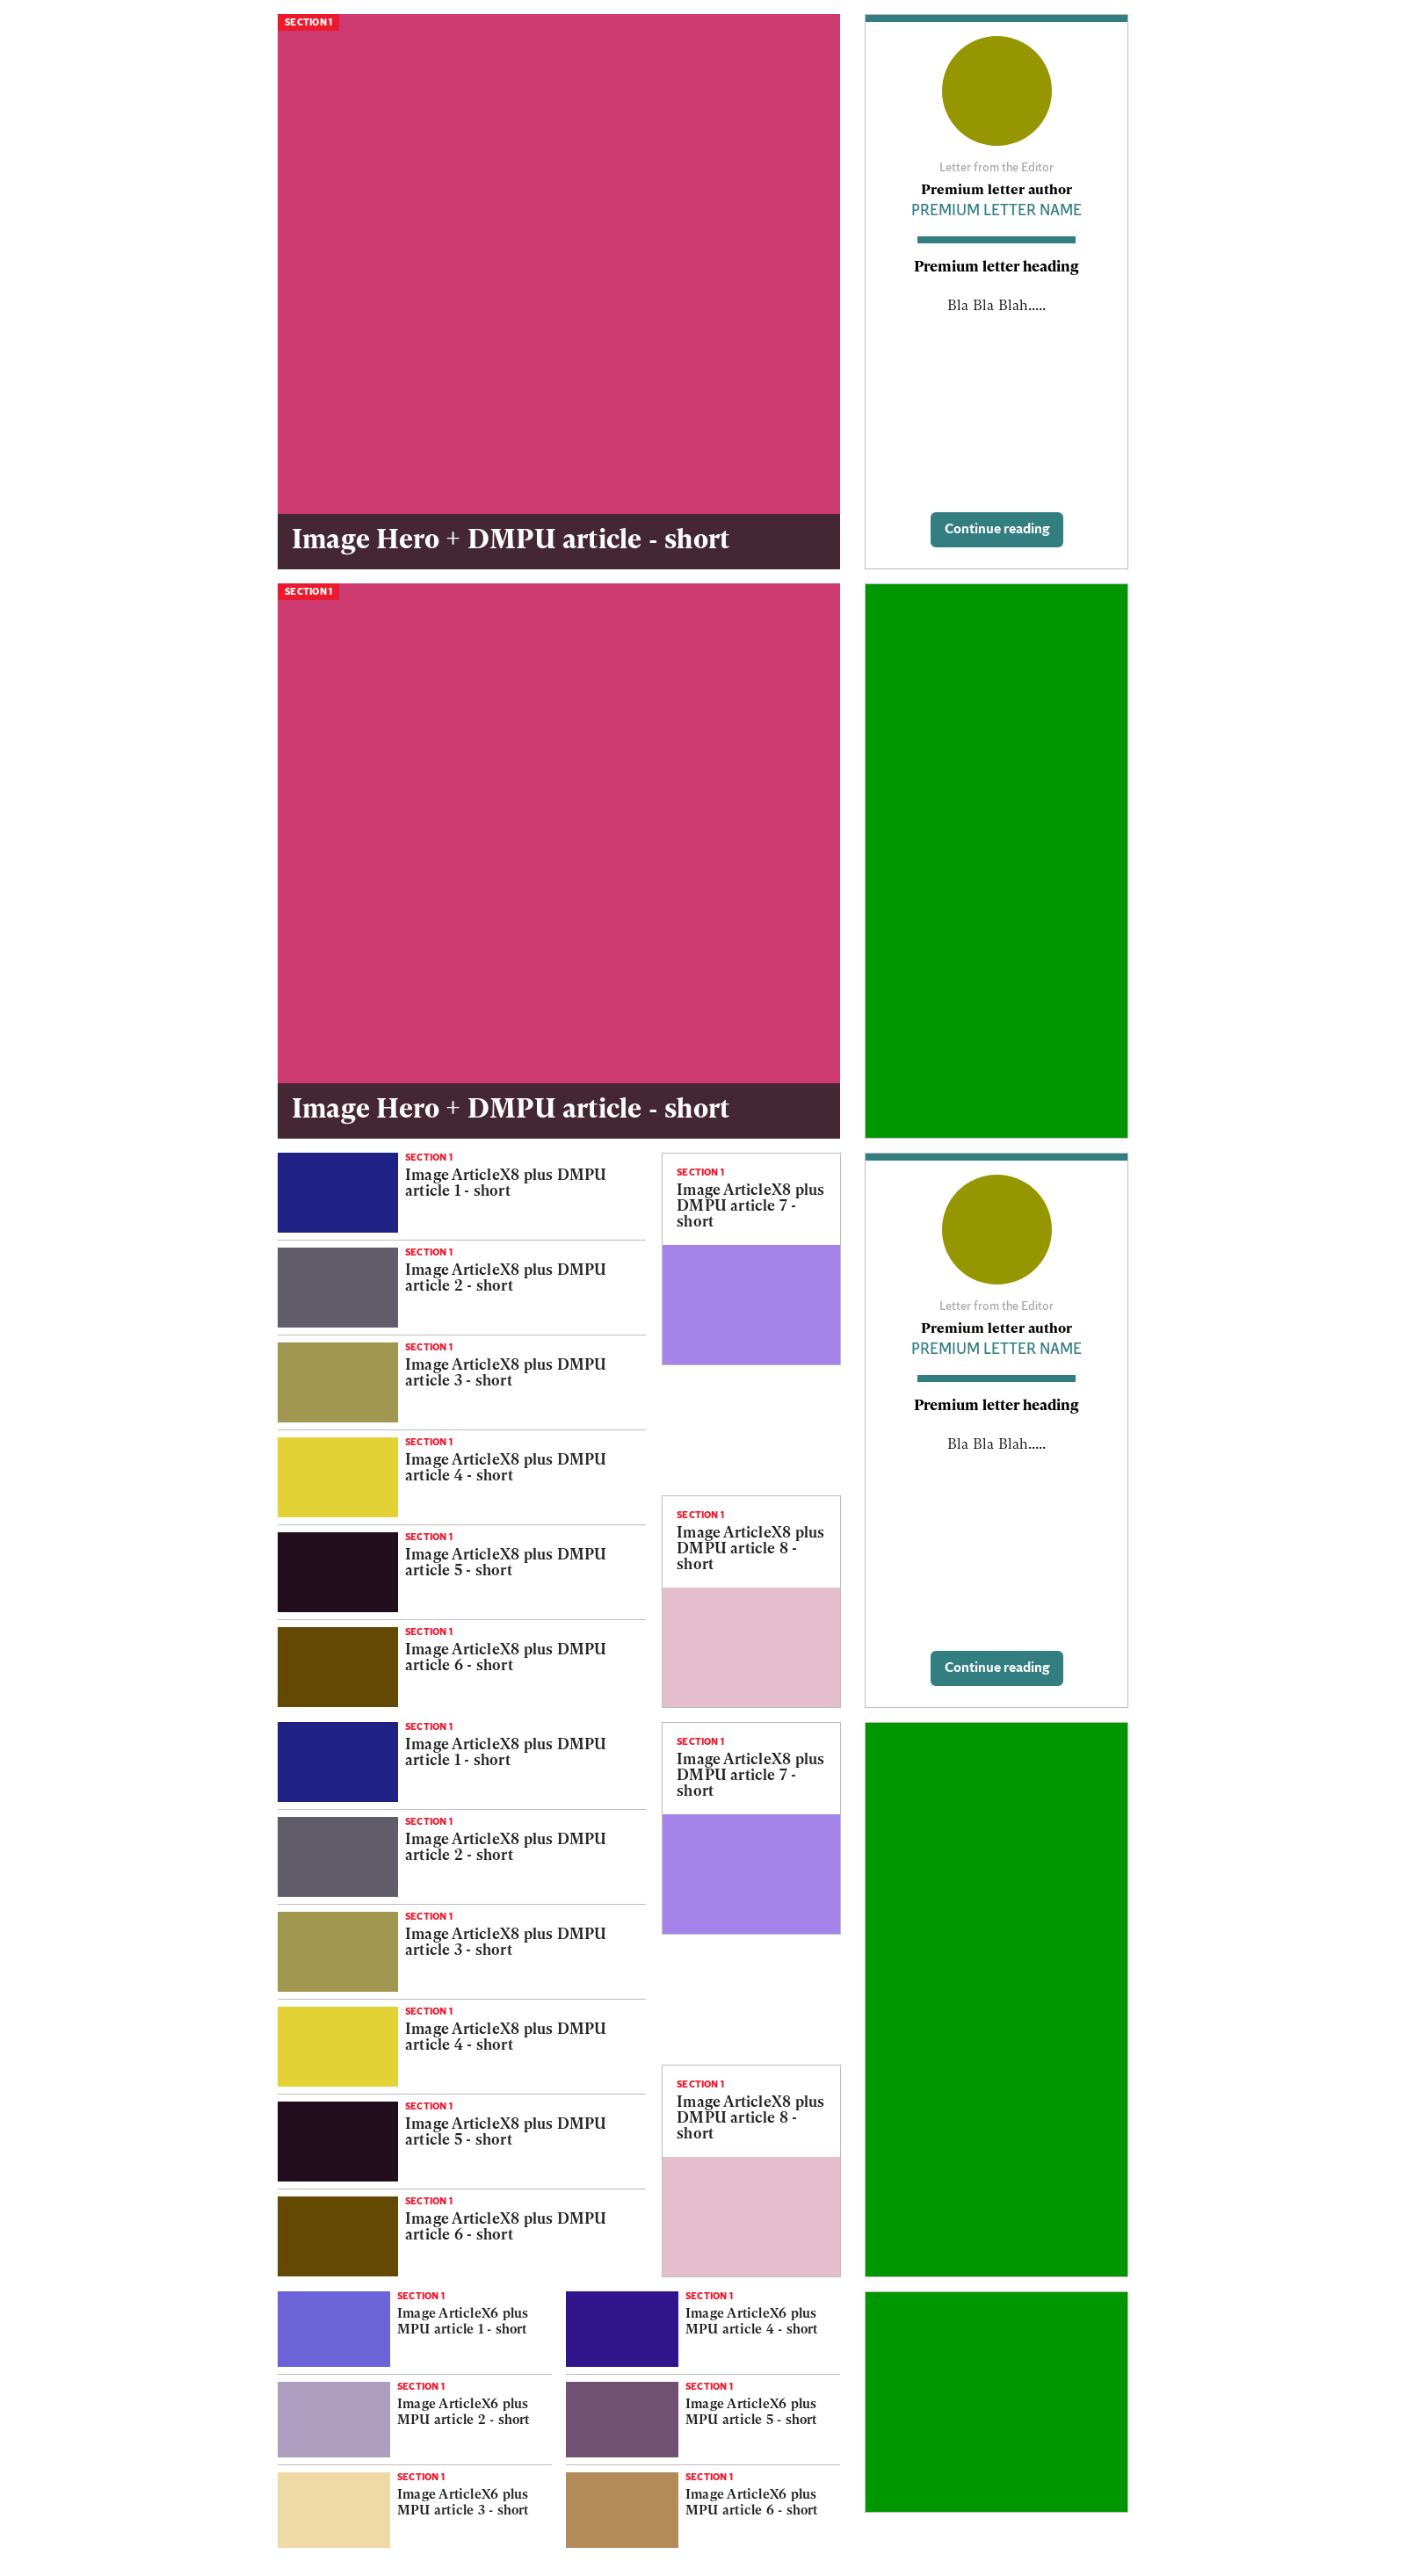 SECTION 1
Image Hero + DMPU article - short
Letter from the Editor
Premium letter author
PREMIUM LETTER NAME
Premium letter heading
Bla Bla Blah.....
Continue reading
SECTION 1
Image Hero + DMPU article - short
SECTION 1
Image ArticleX8 plus DMPU
article 1 - short
SECTION 1
Image ArticleX8 plus DMPU
article 2 - short
SECTION 1
Image ArticleX8 plus DMPU
article 3 - short
SECTION 1
Image ArticleX8 plus DMPU
article 4 - short
SECTION 1
Image ArticleX8 plus DMPU
article 5 - short
SECTION 1
Image ArticleX8 plus DMPU
article 6 - short
SECTION 1
Image ArticleX8 plus
DMPU article 7 -
short
SECTION 1
Image ArticleX8 plus
DMPU article 8 -
short
Letter from the Editor
Premium letter author
PREMIUM LETTER NAME
Premium letter heading
Bla Bla Blah.....
Continue reading
SECTION 1
Image ArticleX8 plus DMPU
article 1 - short
SECTION 1
Image ArticleX8 plus DMPU
article 2 - short
SECTION 1
Image ArticleX8 plus DMPU
article 3 - short
SECTION 1
Image ArticleX8 plus DMPU
article 4 - short
SECTION 1
Image ArticleX8 plus DMPU
article 5 - short
SECTION 1
Image ArticleX8 plus DMPU
article 6 - short
SECTION 1
Image ArticleX8 plus
DMPU article 7 -
short
SECTION 1
Image ArticleX8 plus
DMPU article 8 -
short
SECTION 1
Image ArticleX6 plus
MPU article 1 - short
SECTION 1
Image ArticleX6 plus
MPU article 2 - short
SECTION 1
Image ArticleX6 plus
MPU article 3 - short
SECTION 1
Image ArticleX6 plus
MPU article 4 - short
SECTION 1
Image ArticleX6 plus
MPU article 5 - short
SECTION 1
Image ArticleX6 plus
MPU article 6 - short